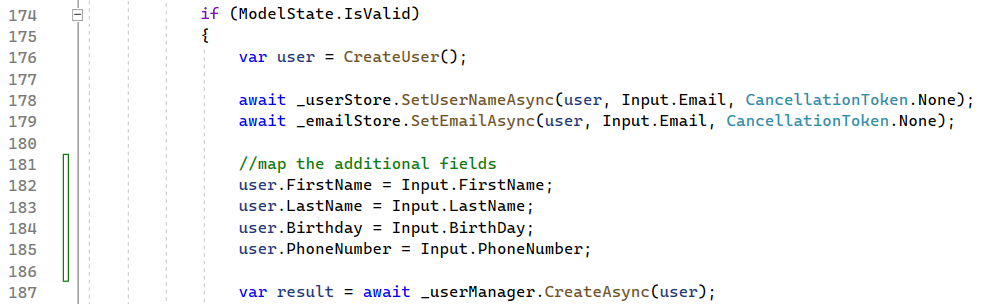 174 if (ModelState.IsValid)
175 {
176 var user = CreateUser();
177
178 await _userStore.SetUserNameAsync(user, Input.Email, CancellationToken.None);
179 await _emailStore.SetEmailAsync(user, Input.Email, CancellationToken.None);
180
181 //map the additional fields
182 user.FirstName = Input.FirstName;
183 user.LastName = Input.LastName;
184 user.Birthday = Input.BirthDay;
185 user.PhoneNumber = Input.PhoneNumber;
186
187 var result = await _userManager.CreateAsync(user);